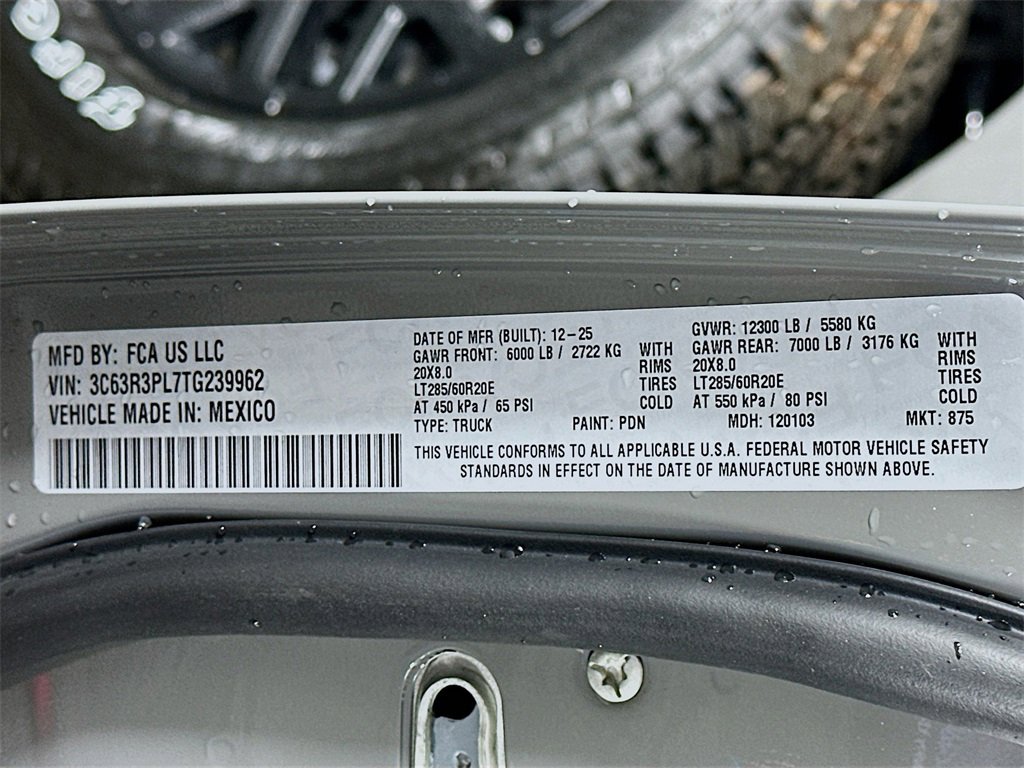 MFD BY: FCA US LLC
VIN: 3C63R3PL7TG239962
VEHICLE MADE IN: MEXICO
DATE OF MFR (BUILT): 12-25
GAWR FRONT: 6000 LB / 2722 KG
20X8.0
LT285/60R20E
AT 450 kPa / 65 PSI
WITH
RIMS
TIRES
COLD
GVWR: 12300 LB / 5580 KG
GAWR REAR: 7000 LB / 3176 KG
20X8.0
LT285/60R20E
AT 550 kPa / 80 PSI
WITH
RIMS
TIRES
COLD
TYPE: TRUCK PAINT: PDN MDH: 120103 MKT: 875
THIS VEHICLE CONFORMS TO ALL APPLICABLE U.S.A. FEDERAL MOTOR VEHICLE SAFETY
STANDARDS IN EFFECT ON THE DATE OF MANUFACTURE SHOWN ABOVE.